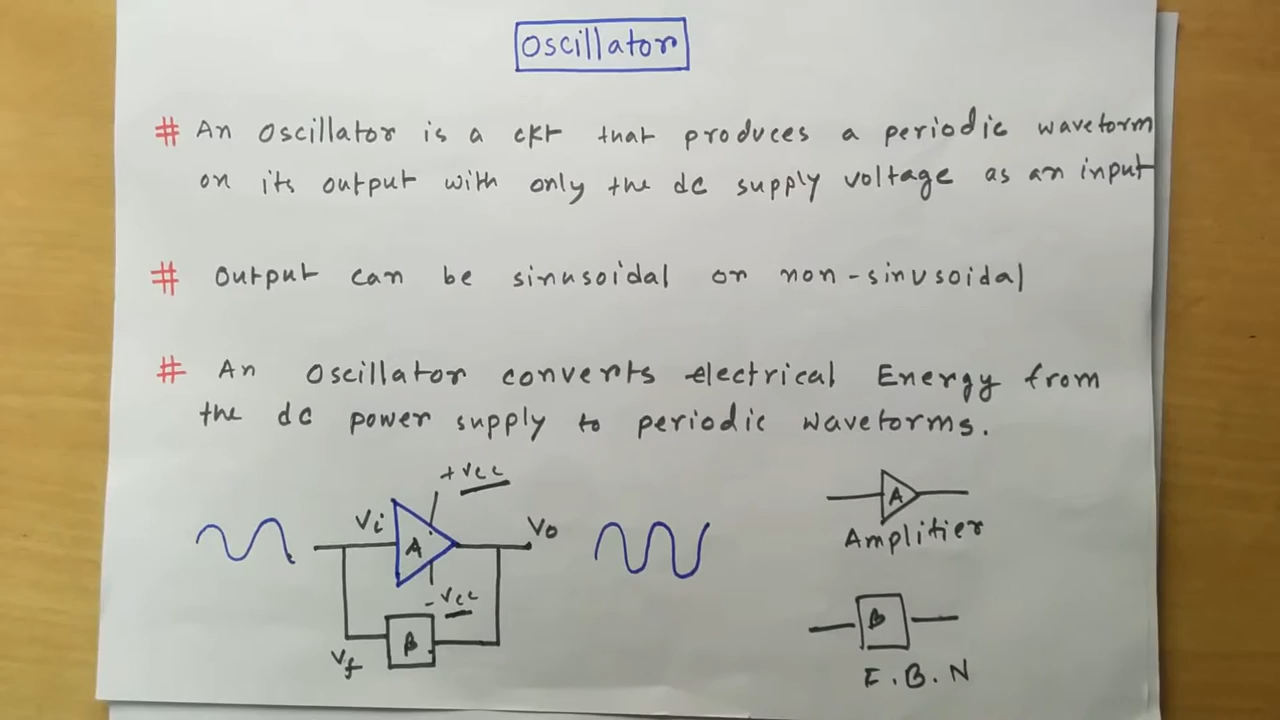 Oscillator
# An oscillator is a ckt that produces a periodic waveform
on its output with only the dc supply voltage as an input
# Output can be sinusoidal or non-sinusoidal
# An Oscillator converts electrical Energy from
the dc power supply to periodic waveforms.
+Vcc
Vi
A
Vo
-Vcc
β
Vf
A
Amplifier
β
F.B.N